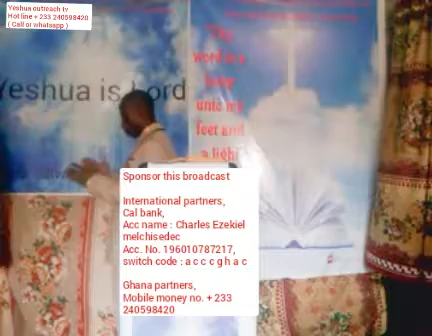 Yeshua outreach tv
Hot line + 233 240598420
( Call or whatsapp )
Yeshua is Lord
Thy
word is a
lamp
unto my
feet and
a light
Sponsor this broadcast
International partners,
Cal bank,
Acc name : Charles Ezekiel
melchisedec
Acc. No. 196010787217,
switch code : a c c c g h a c
Ghana partners,
Mobile money no. + 233
240598420